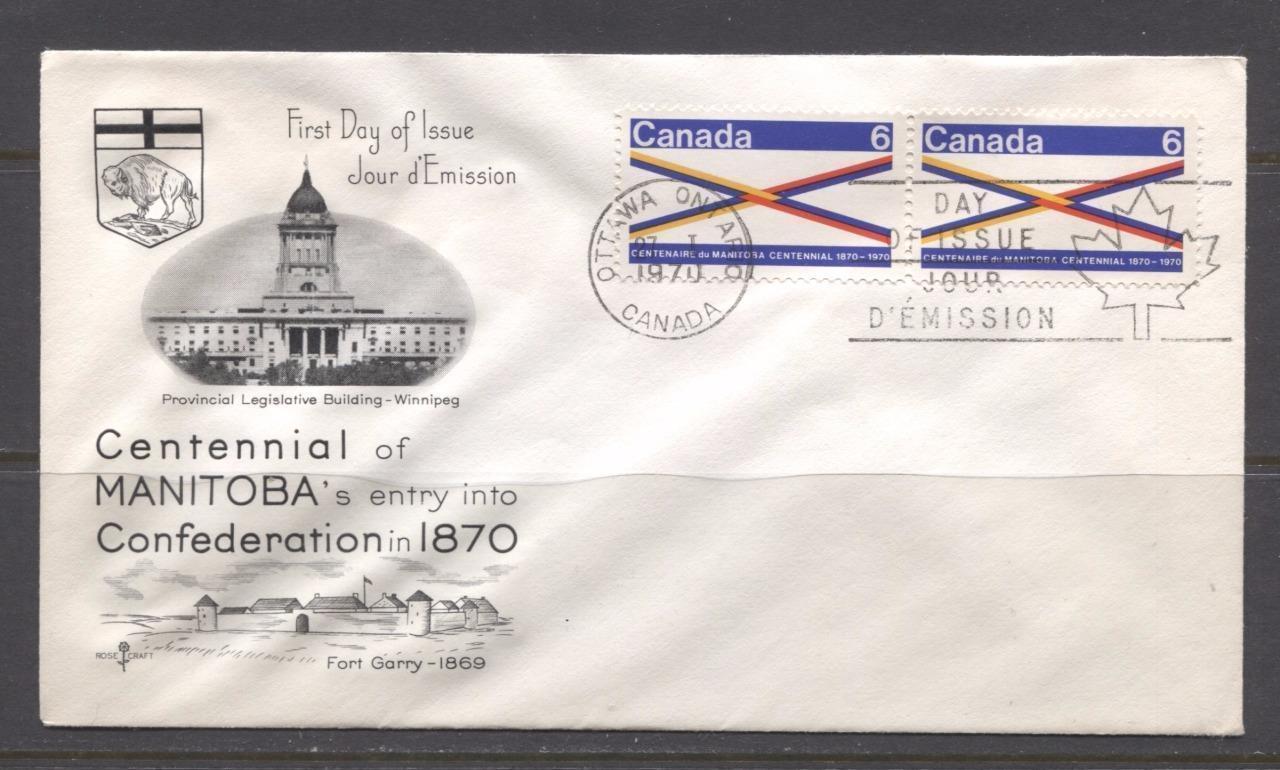 First Day of Issue
Jour d'Emission
Provincial Legislative Building - Winnipeg
Centennial of
MANITOBA's entry into
Confederation in 1870
ROSE CRAFT
Fort Garry - 1869
Canada 6
CENTENAIRE du MANITOBA CENTENNIAL 1870-1970
Canada 6
CENTENAIRE du MANITOBA CENTENNIAL 1870-1970
OTTAWA ONTARIO
27 I
1970
CANADA
DAY
OF ISSUE
JOUR
D'ÉMISSION